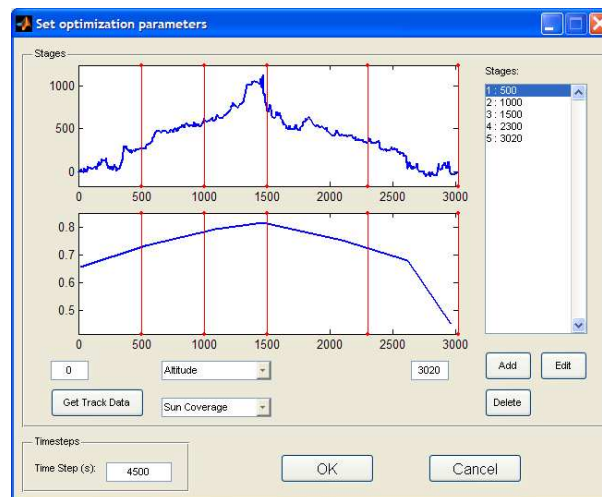 Set optimization parameters
Stages
Stages:
1000
500
0
0 500 1000 1500 2000 2500 3000
1 : 500
2 : 1000
3 : 1500
4 : 2300
5 : 3020
0.8
0.7
0.6
0.5
0 500 1000 1500 2000 2500 3000
0 Altitude 3020
Add Edit
Get Track Data Sun Coverage Delete
Timesteps
Time Step (s): 4500
OK Cancel